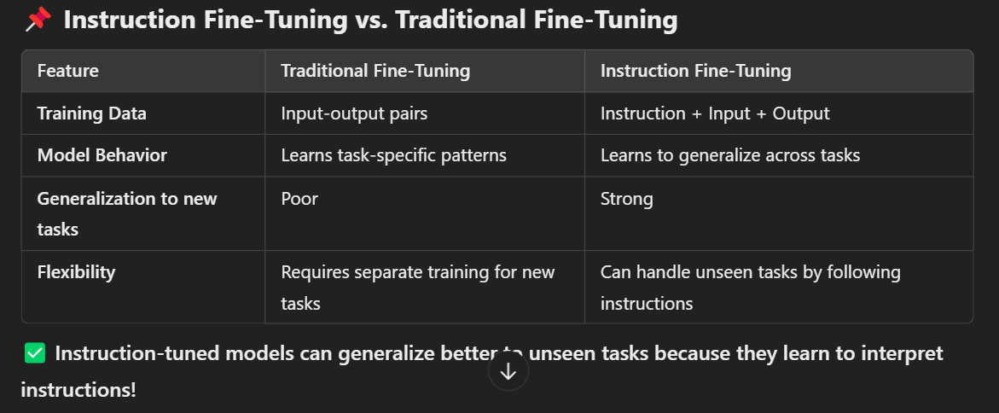 📌 Instruction Fine-Tuning vs. Traditional Fine-Tuning
Feature Traditional Fine-Tuning Instruction Fine-Tuning
Training Data Input-output pairs Instruction + Input + Output
Model Behavior Learns task-specific patterns Learns to generalize across tasks
Generalization to new Poor Strong
tasks
Flexibility Requires separate training for new Can handle unseen tasks by following
tasks instructions
✅ Instruction-tuned models can generalize better to unseen tasks because they learn to interpret
instructions!